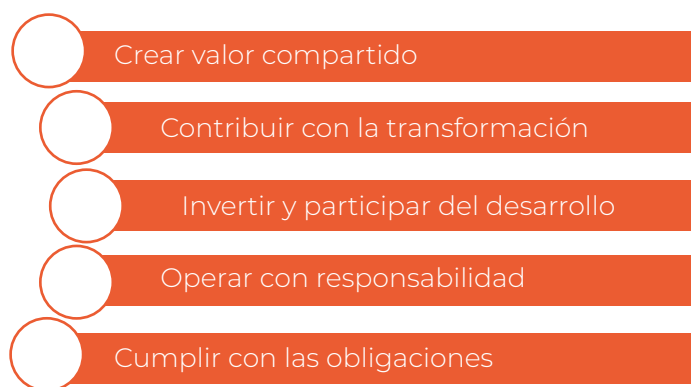 Crear valor compartido
Contribuir con la transformación
Invertir y participar del desarrollo
Operar con responsabilidad
Cumplir con las obligaciones